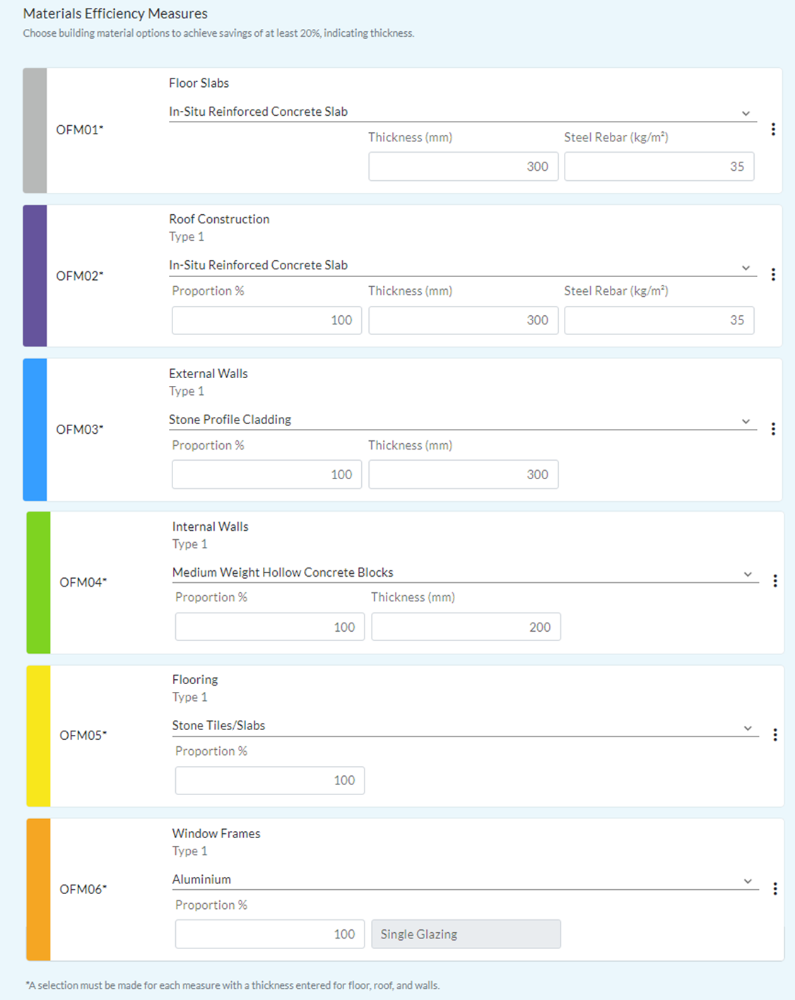 Materials Efficiency Measures
Choose building material options to achieve savings of at least 20%, indicating thickness.
OFM01*
Floor Slabs
In-Situ Reinforced Concrete Slab
Thickness (mm) Steel Rebar (kg/m²)
300 35
OFM02*
Roof Construction
Type 1
In-Situ Reinforced Concrete Slab
Proportion % Thickness (mm) Steel Rebar (kg/m²)
100 300 35
OFM03*
External Walls
Type 1
Stone Profile Cladding
Proportion % Thickness (mm)
100 300
OFM04*
Internal Walls
Type 1
Medium Weight Hollow Concrete Blocks
Proportion % Thickness (mm)
100 200
OFM05*
Flooring
Type 1
Stone Tiles/Slabs
Proportion %
100
OFM06*
Window Frames
Type 1
Aluminium
Proportion %
100 Single Glazing
*A selection must be made for each measure with a thickness entered for floor, roof, and walls.